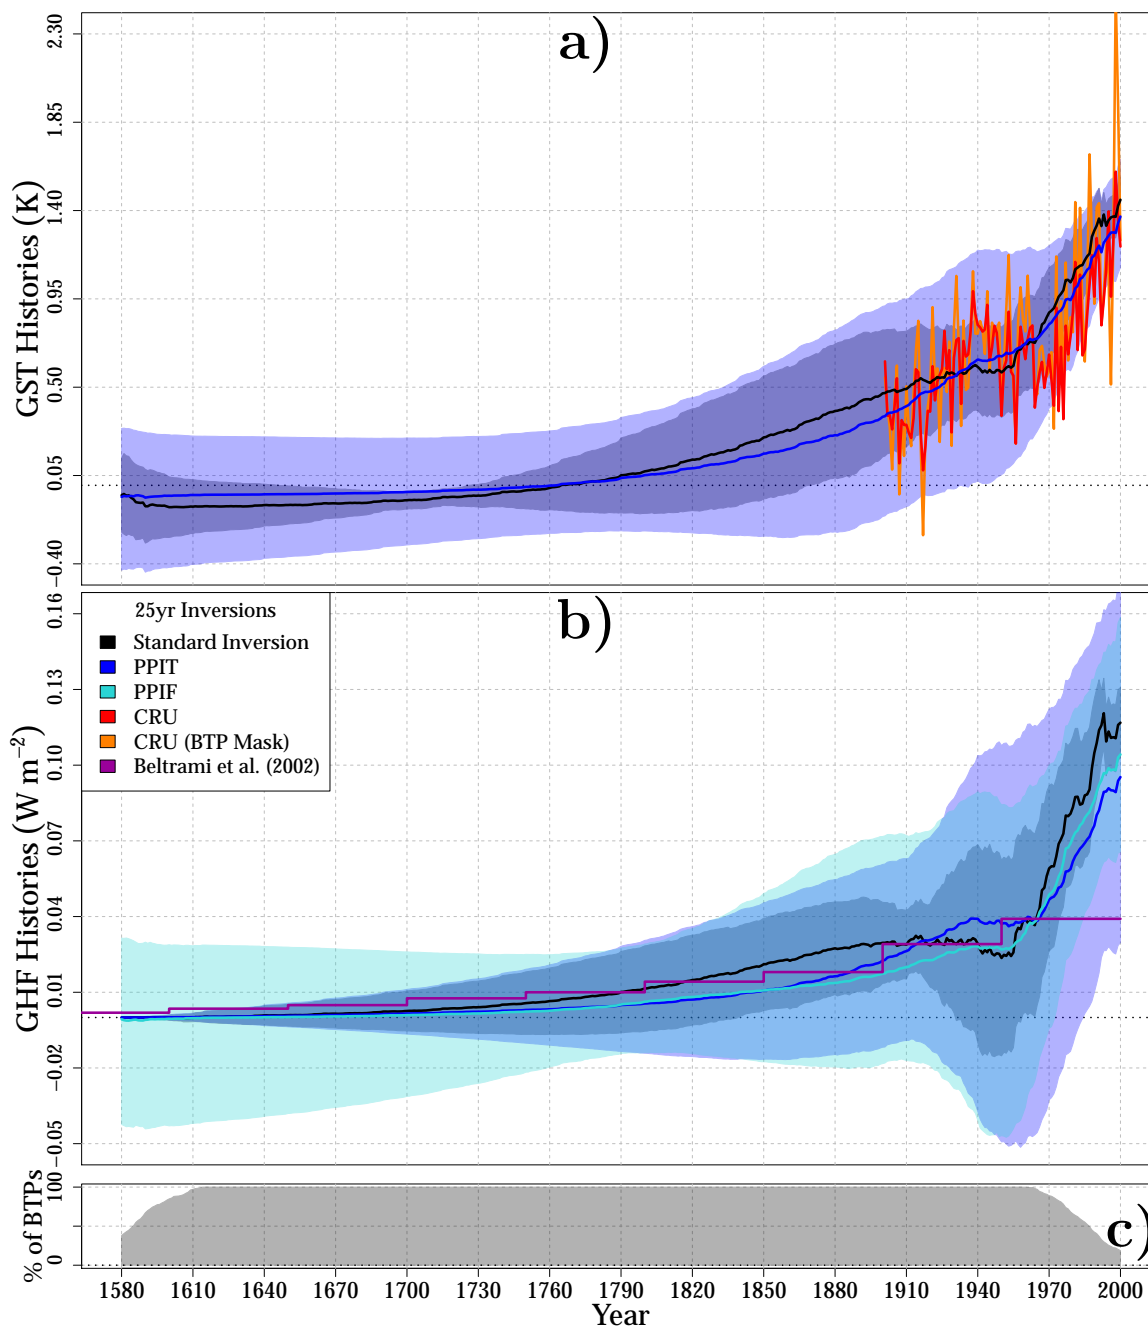 a)
GST Histories (K)
2.30
1.85
1.40
0.95
0.50
0.05
−0.40
b)
GHF Histories (W m−2)
0.16
0.13
0.10
0.07
0.04
0.01
−0.02
−0.05
25yr Inversions
Standard Inversion
PPIT
PPIF
CRU
CRU (BTP Mask)
Beltrami et al. (2002)
c)
% of BTPs
100
0
1580 1610 1640 1670 1700 1730 1760 1790 1820 1850 1880 1910 1940 1970 2000
Year